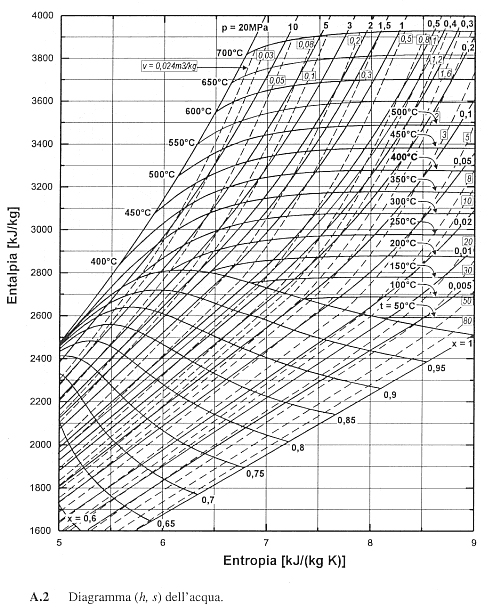 4000
3800
3600
3400
3200
3000
2800
2600
2400
2200
2000
1800
1600
Entalpia [kJ/kg]
p = 20MPa 10 5 3 2 1,5 1 0,5 0,4 0,3
0,2
0,1
0,05
0,02
0,01
0,005
v = 0,024m3/kg
0,03
0,05
0,06
0,1
0,2
0,3
0,5
0,8
1,2
1,6
3
5
8
10
20
30
50
80
700°C
650°C
600°C
550°C
500°C
450°C
400°C
500°C
450°C
400°C
350°C
300°C
250°C
200°C
150°C
100°C
t = 50°C
x = 1
0,95
0,9
0,85
0,8
0,75
0,7
0,65
x = 0,6
5 6 7 8 9
Entropia [kJ/(kg K)]
A.2 Diagramma (h, s) dell'acqua.